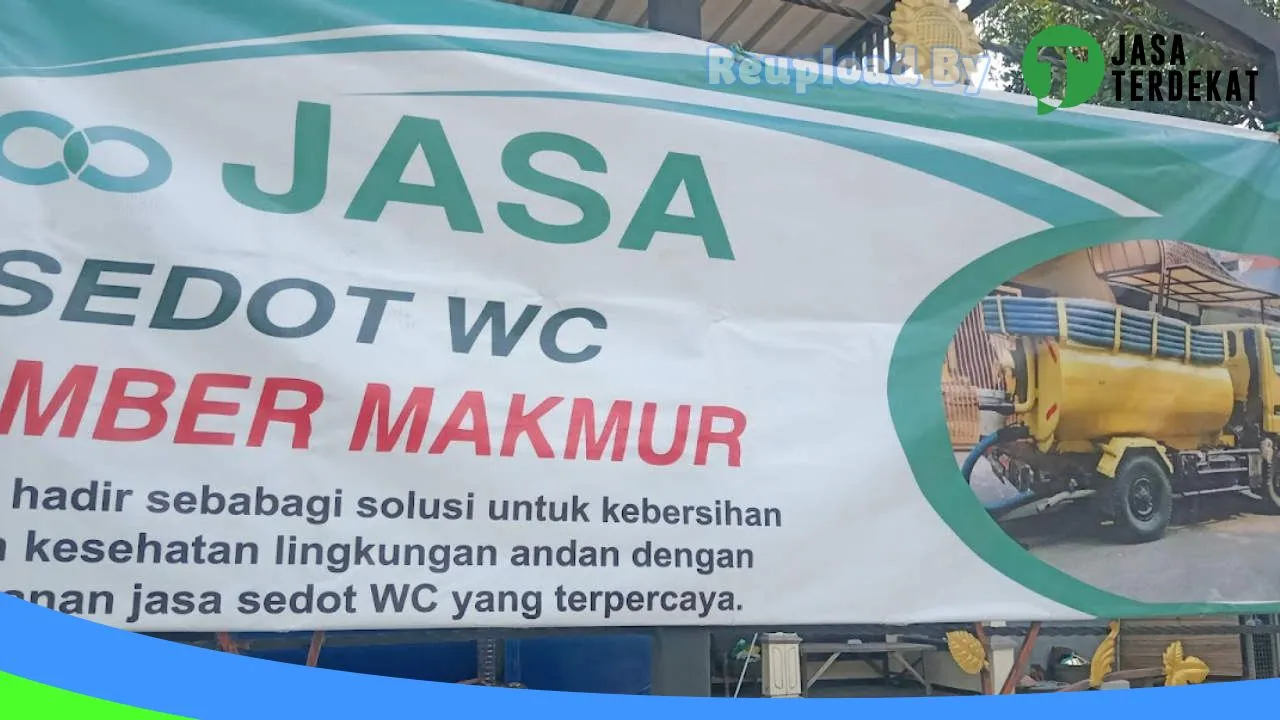 Reupload By
JASA
TERDEKAT
JASA
SEDOT WC
MBER MAKMUR
hadir sebabagi solusi untuk kebersihan
kesehatan lingkungan andan dengan
anan jasa sedot WC yang terpercaya.